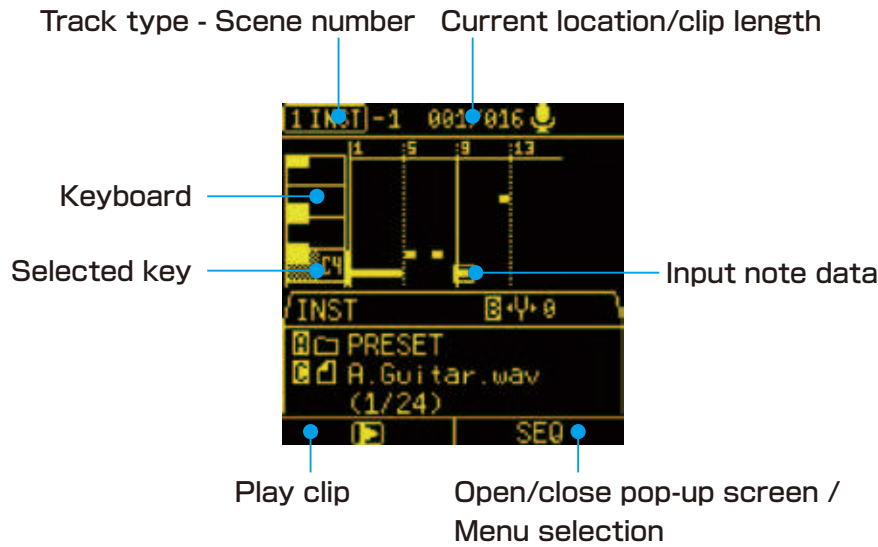 Track type - Scene number Current location/clip length
1 INST -1 001/016
1 5 9 13
Keyboard
Selected key C4 Input note data
INST B Y 0
A PRESET
C A.Guitar.wav
(1/24)
SEQ
Play clip Open/close pop-up screen /
Menu selection